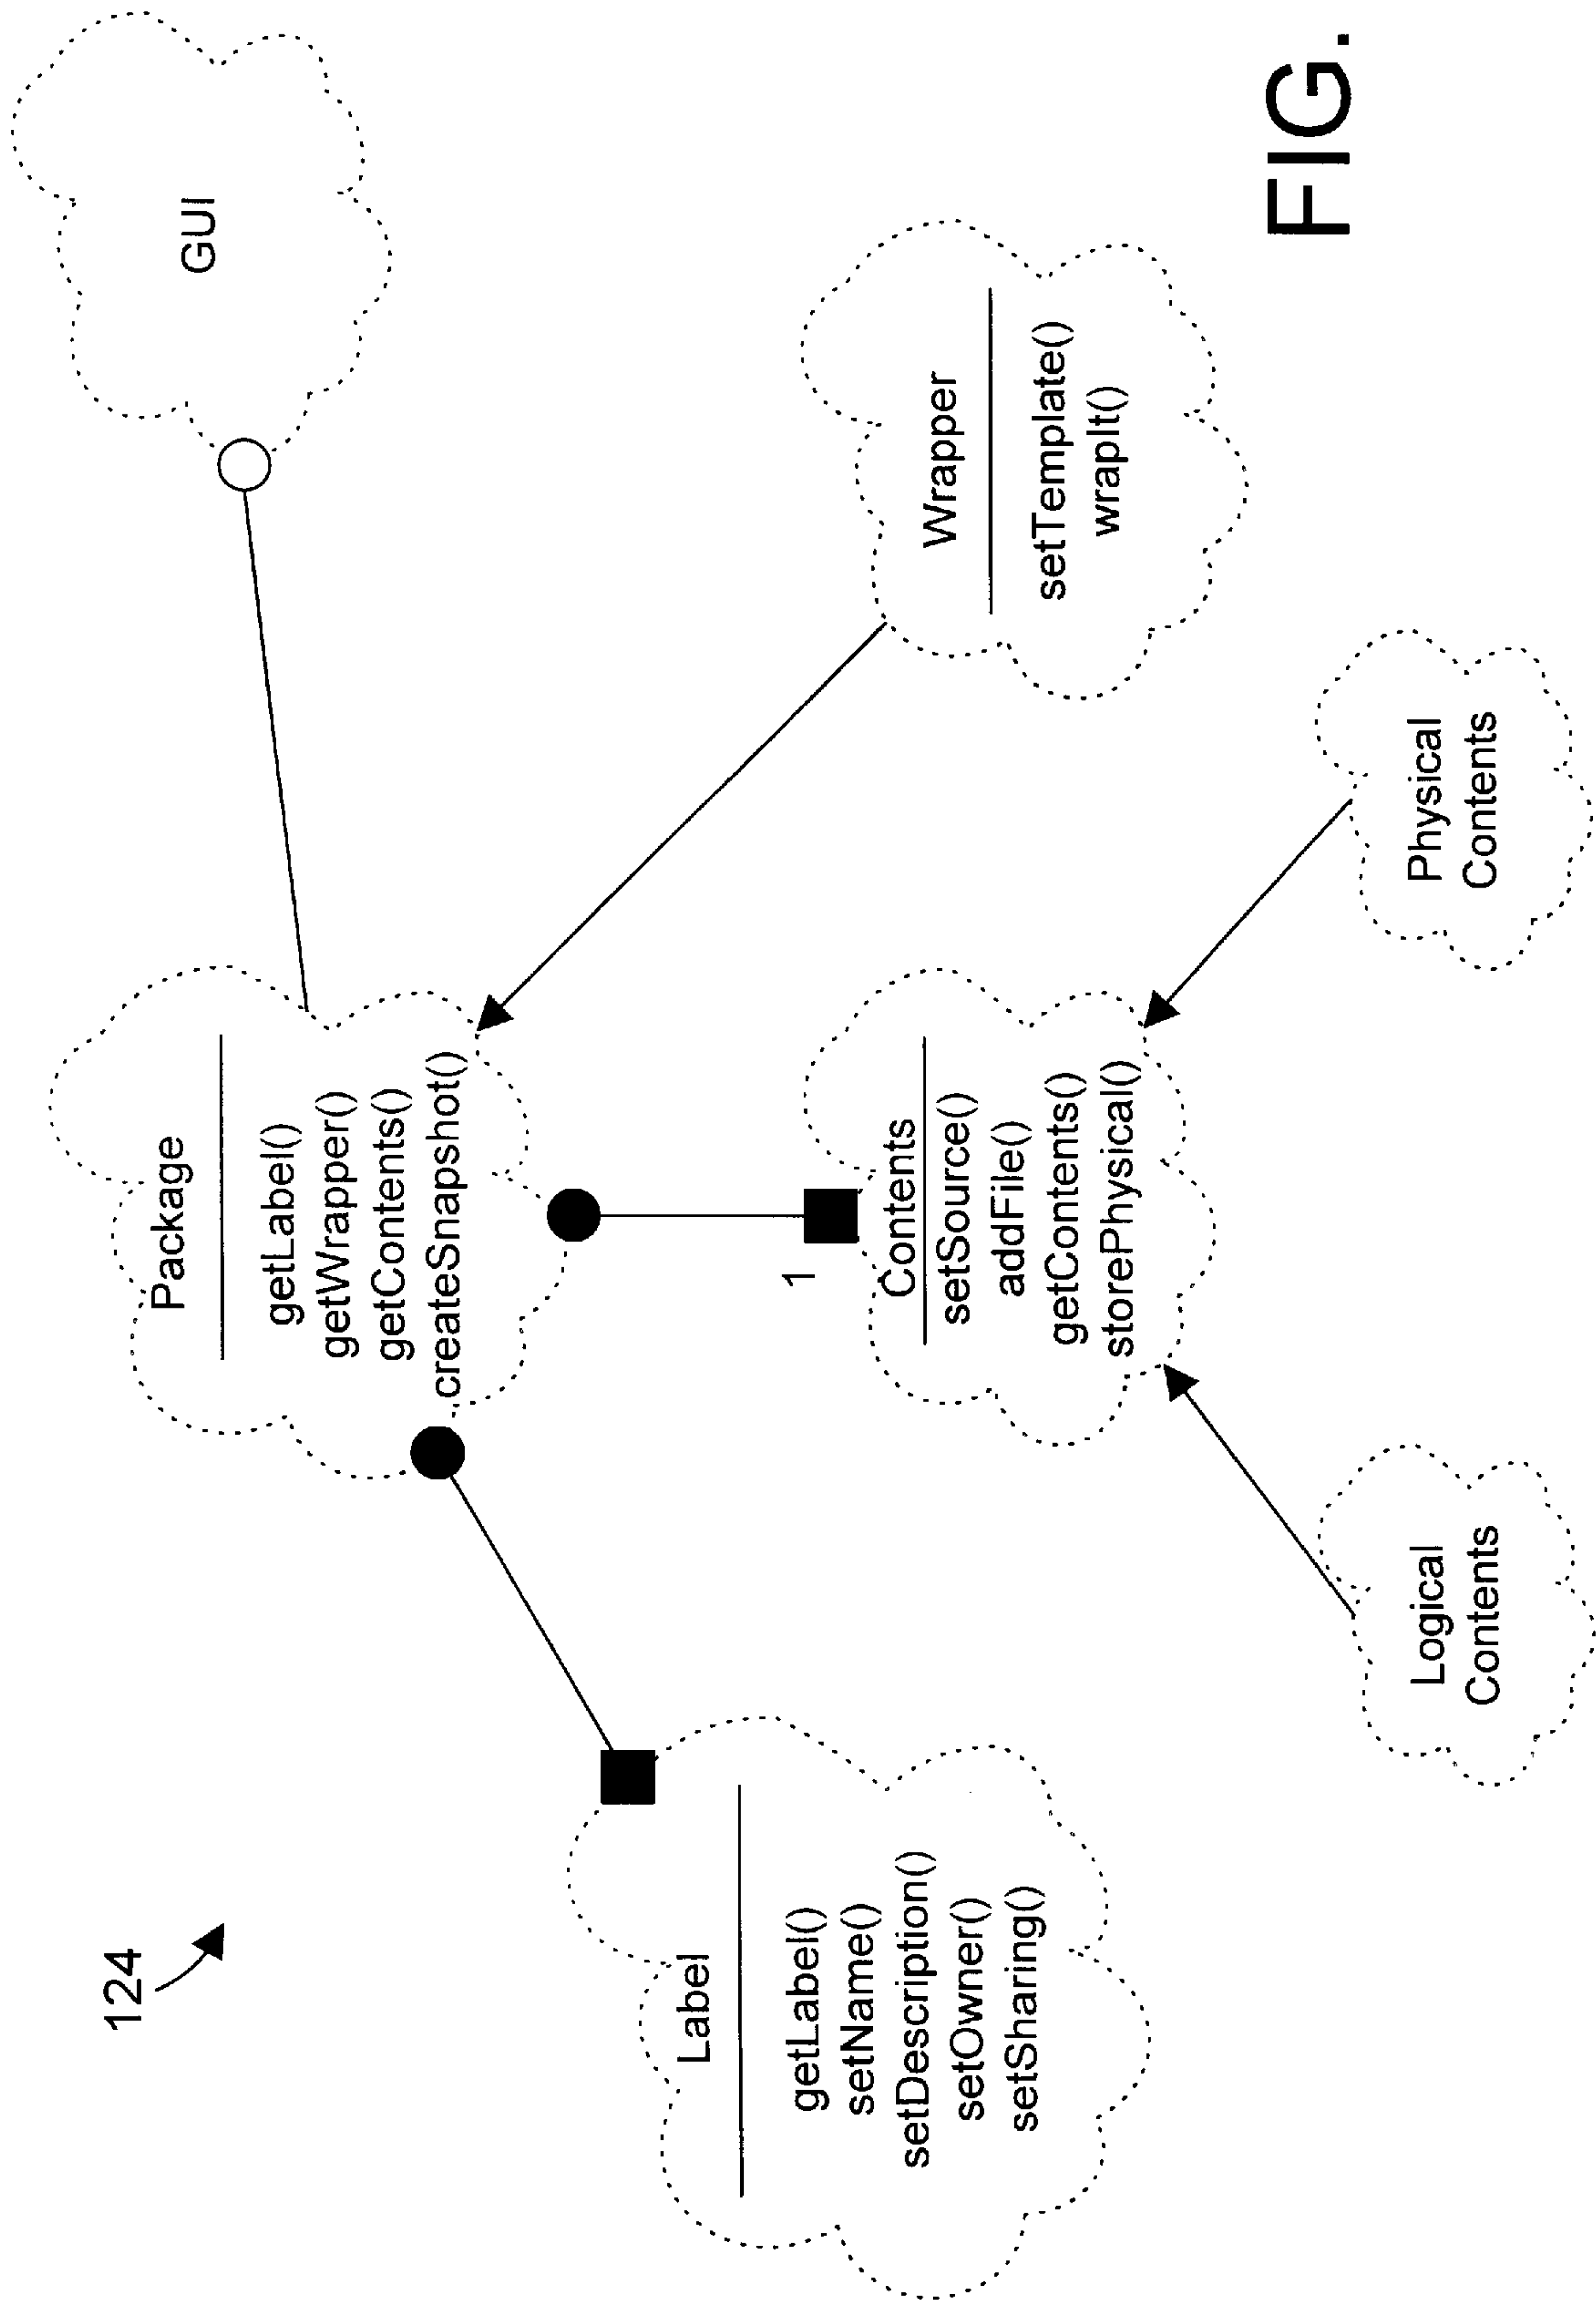 124
GUI
Package
getLabel()
getWrapper()
getContents()
createSnapshot()
Label
getLabel()
setName()
setDescription()
setOwner()
setSharing()
1
Contents
setSource()
addFile()
getContents()
storePhysical()
Wrapper
setTemplate()
wrapIt()
Logical
Contents
Physical
Contents
FIG.